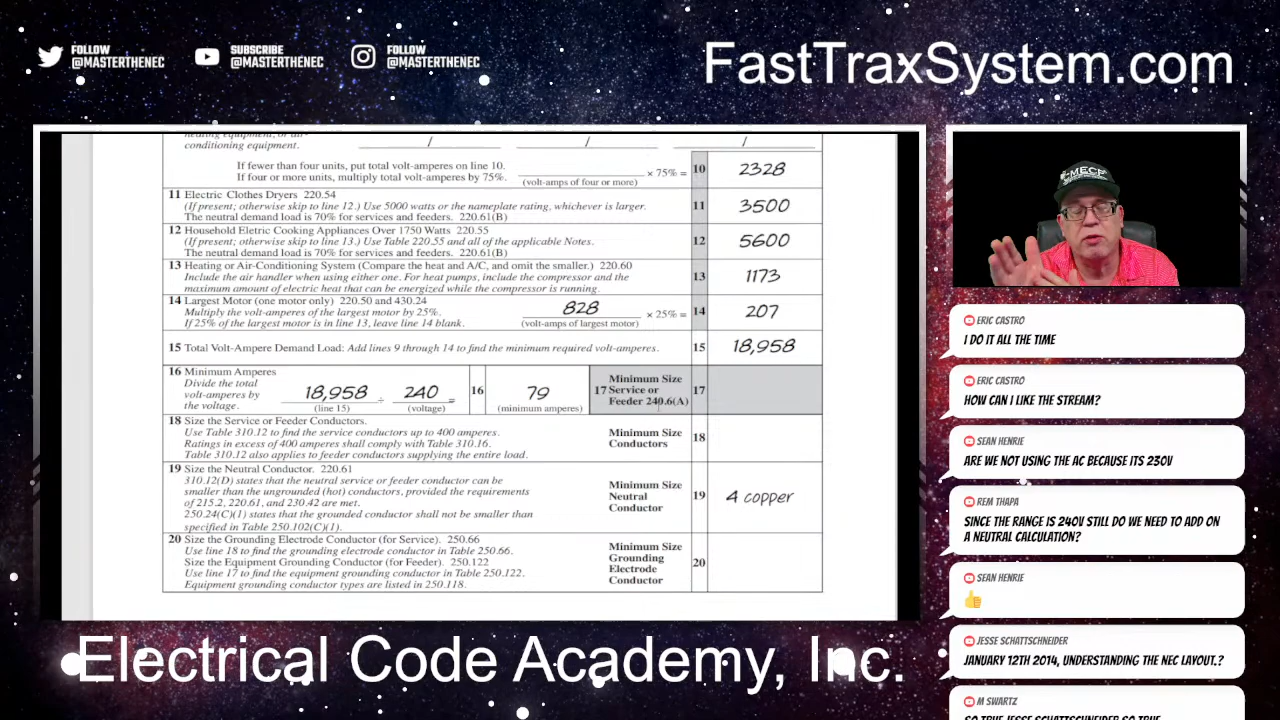 FOLLOW
@MASTERTHENEC
SUBSCRIBE
@MASTERTHENEC
FOLLOW
@MASTERTHENEC
FastTraxSystem.com
heating equipment, or air-
conditioning equipment. / / /
If fewer than four units, put total volt-amperes on line 10.
If four or more units, multiply total volt-amperes by 75%. × 75% = 10 2328
(volt-amps of four or more)
11 Electric Clothes Dryers 220.54
(If present; otherwise skip to line 12.) Use 5000 watts or the nameplate rating, whichever is larger. 11 3500
The neutral demand load is 70% for services and feeders. 220.61(B)
12 Household Eletric Cooking Appliances Over 1750 Watts 220.55
(If present; otherwise skip to line 13.) Use Table 220.55 and all of the applicable Notes. 12 5600
The neutral demand load is 70% for services and feeders. 220.61(B)
13 Heating or Air-Conditioning System (Compare the heat and A/C, and omit the smaller.) 220.60
Include the air handler when using either one. For heat pumps, include the compressor and the 13 1173
maximum amount of electric heat that can be energized while the compressor is running.
14 Largest Motor (one motor only) 220.50 and 430.24
Multiply the volt-amperes of the largest motor by 25%. 828 × 25% = 14 207
If 25% of the largest motor is in line 13, leave line 14 blank. (volt-amps of largest motor)
15 Total Volt-Ampere Demand Load: Add lines 9 through 14 to find the minimum required volt-amperes. 15 18,958
16 Minimum Amperes
Divide the total
volt-amperes by
the voltage.
18,958 ÷ 240 = 16 79
(line 15) (voltage) (minimum amperes)
Minimum Size
17 Service or 17
Feeder 240.6(A)
18 Size the Service or Feeder Conductors.
Use Table 310.12 to find the service conductors up to 400 amperes.
Ratings in excess of 400 amperes shall comply with Table 310.16.
Table 310.12 also applies to feeder conductors supplying the entire load.
Minimum Size
Conductors 18
19 Size the Neutral Conductor. 220.61
310.12(D) states that the neutral service or feeder conductor can be
smaller than the ungrounded (hot) conductors, provided the requirements
of 215.2, 220.61, and 230.42 are met.
250.24(C)(1) states that the grounded conductor shall not be smaller than
specified in Table 250.102(C)(1).
Minimum Size
Neutral 19 4 copper
Conductor
20 Size the Grounding Electrode Conductor (for Service). 250.66
Use line 18 to find the grounding electrode conductor in Table 250.66.
Size the Equipment Grounding Conductor (for Feeder). 250.122
Use line 17 to find the equipment grounding conductor in Table 250.122.
Equipment grounding conductor types are listed in 250.118.
Minimum Size
Grounding 20
Electrode
Conductor
MECP
ERIC CASTRO
I DO IT ALL THE TIME
ERIC CASTRO
HOW CAN I LIKE THE STREAM?
SEAN HENRIE
ARE WE NOT USING THE AC BECAUSE ITS 230V
REM THAPA
SINCE THE RANGE IS 240V STILL DO WE NEED TO ADD ON
A NEUTRAL CALCULATION?
SEAN HENRIE
👍
JESSE SCHATTSCHNEIDER
JANUARY 12TH 2014, UNDERSTANDING THE NEC LAYOUT.?
M SWARTZ
SO TRUE JESSE SCHATTSCHNEIDER SO TRUE
Electrical Code Academy, Inc.